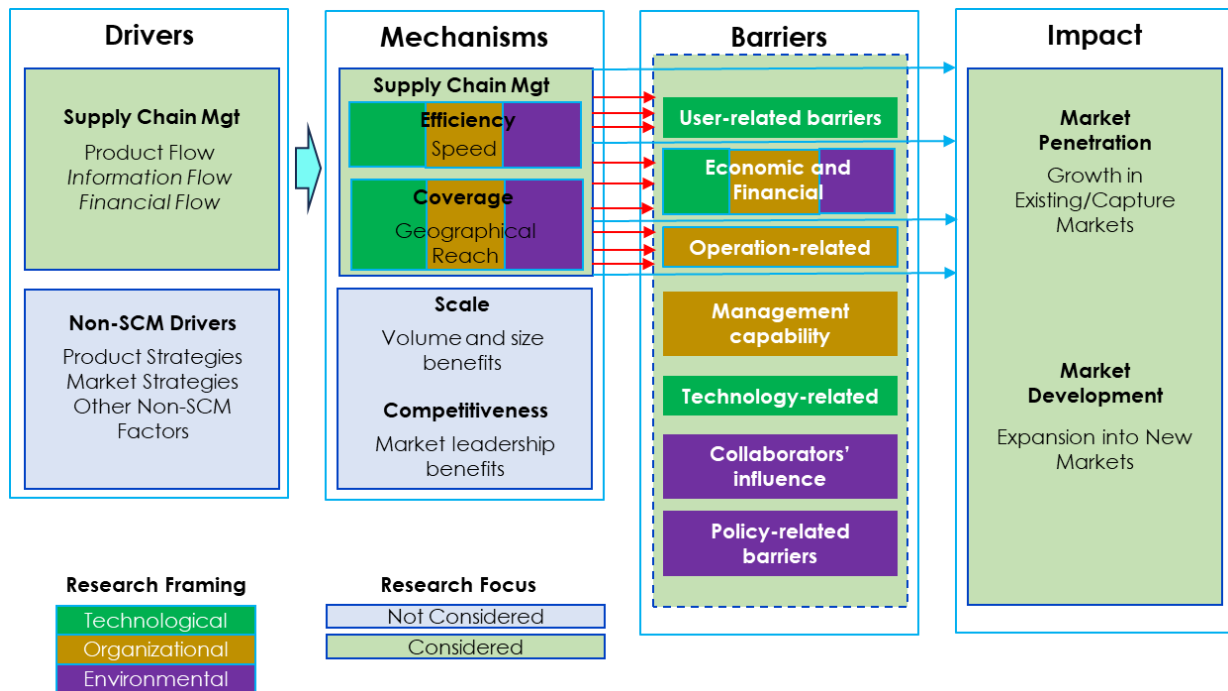 Drivers
Supply Chain Mgt
Product Flow
Information Flow
Financial Flow
Non-SCM Drivers
Product Strategies
Market Strategies
Other Non-SCM
Factors
Mechanisms
Supply Chain Mgt
Efficiency
Speed
Coverage
Geographical
Reach
Scale
Volume and size
benefits
Competitiveness
Market leadership
benefits
Barriers
User-related barriers
Economic and
Financial
Operation-related
Management
capability
Technology-related
Collaborators’
influence
Policy-related
barriers
Impact
Market
Penetration
Growth in
Existing/Capture
Markets
Market
Development
Expansion into New
Markets
Research Framing
Technological
Organizational
Environmental
Research Focus
Not Considered
Considered